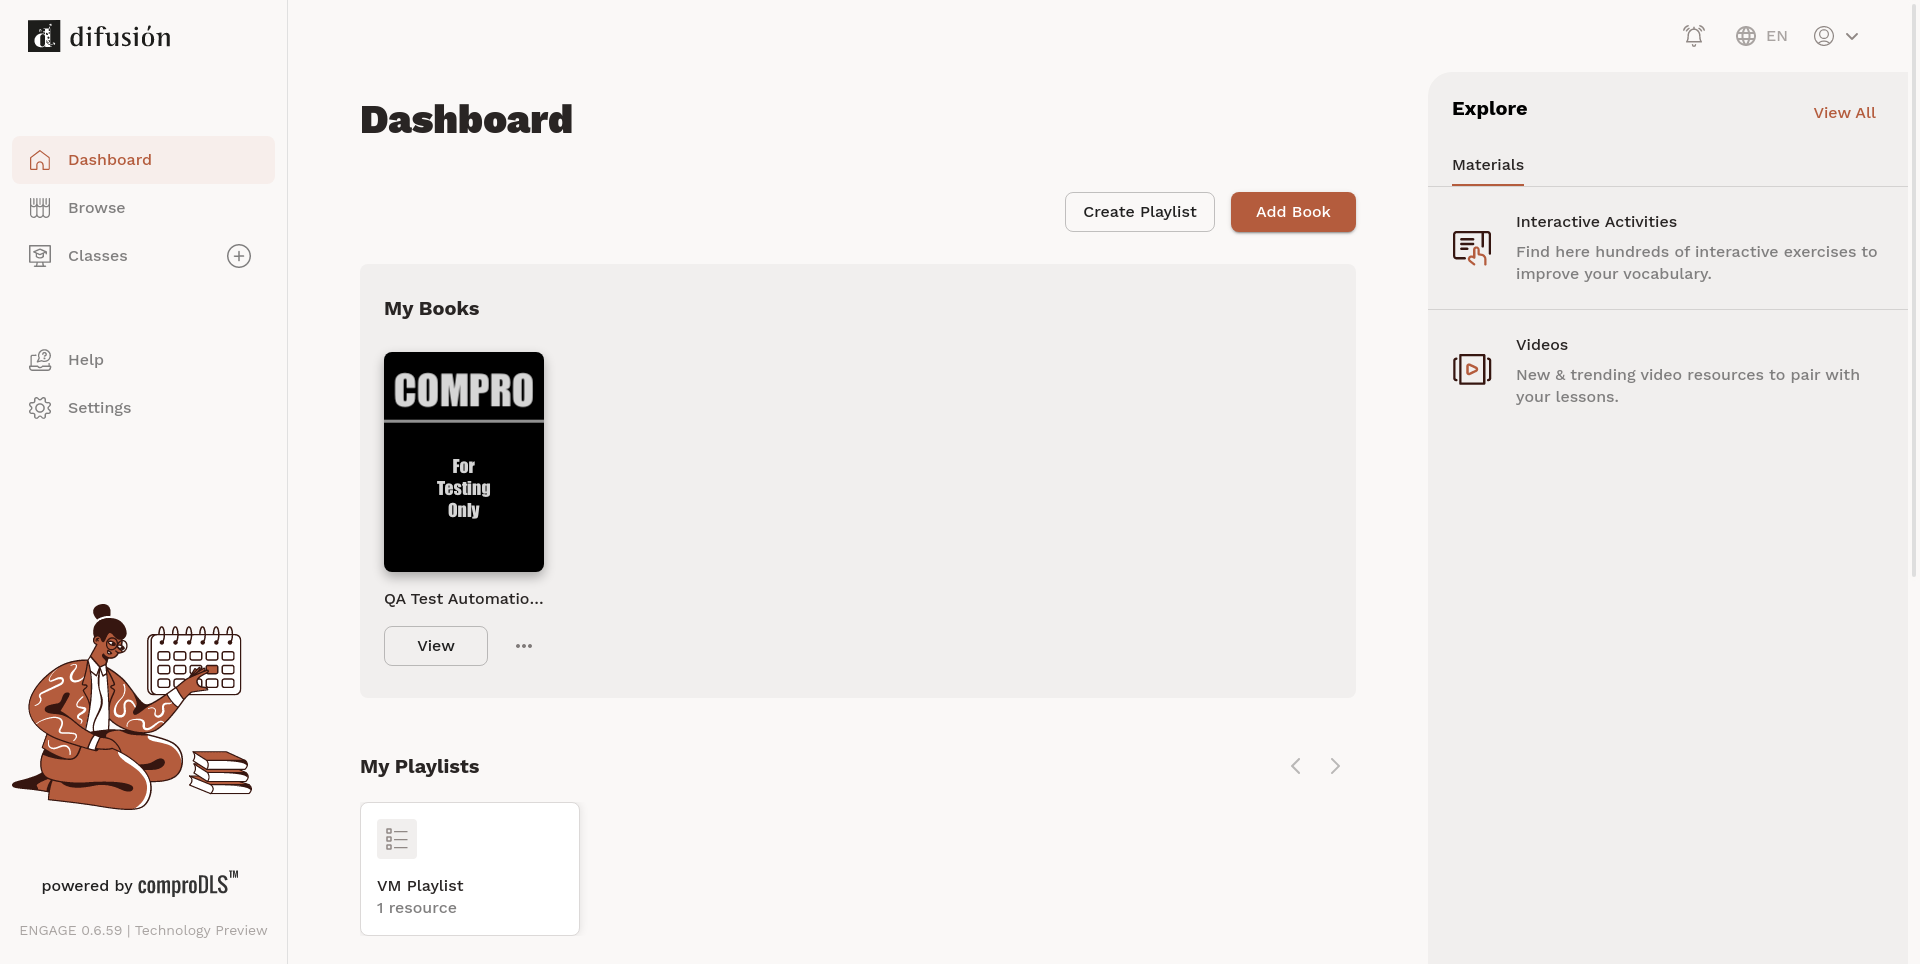 difusión
EN
Dashboard
Browse
Classes
Help
Settings
powered by comproDLS™
ENGAGE 0.6.59 | Technology Preview
Dashboard
Create Playlist
Add Book
My Books
COMPRO
For
Testing
Only
QA Test Automatio...
View
My Playlists
VM Playlist
1 resource
Explore
View All
Materials
Interactive Activities
Find here hundreds of interactive exercises to
improve your vocabulary.
Videos
New & trending video resources to pair with
your lessons.